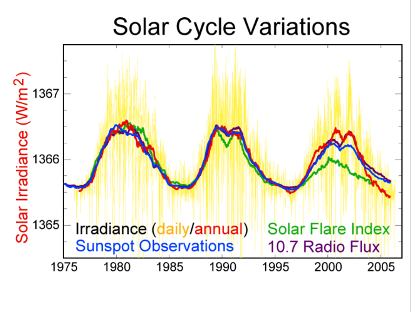 Solar Cycle Variations
Solar Irradiance (W/m²)
1367
1366
1365
Irradiance (daily/annual)
Sunspot Observations
Solar Flare Index
10.7 Radio Flux
1975 1980 1985 1990 1995 2000 2005